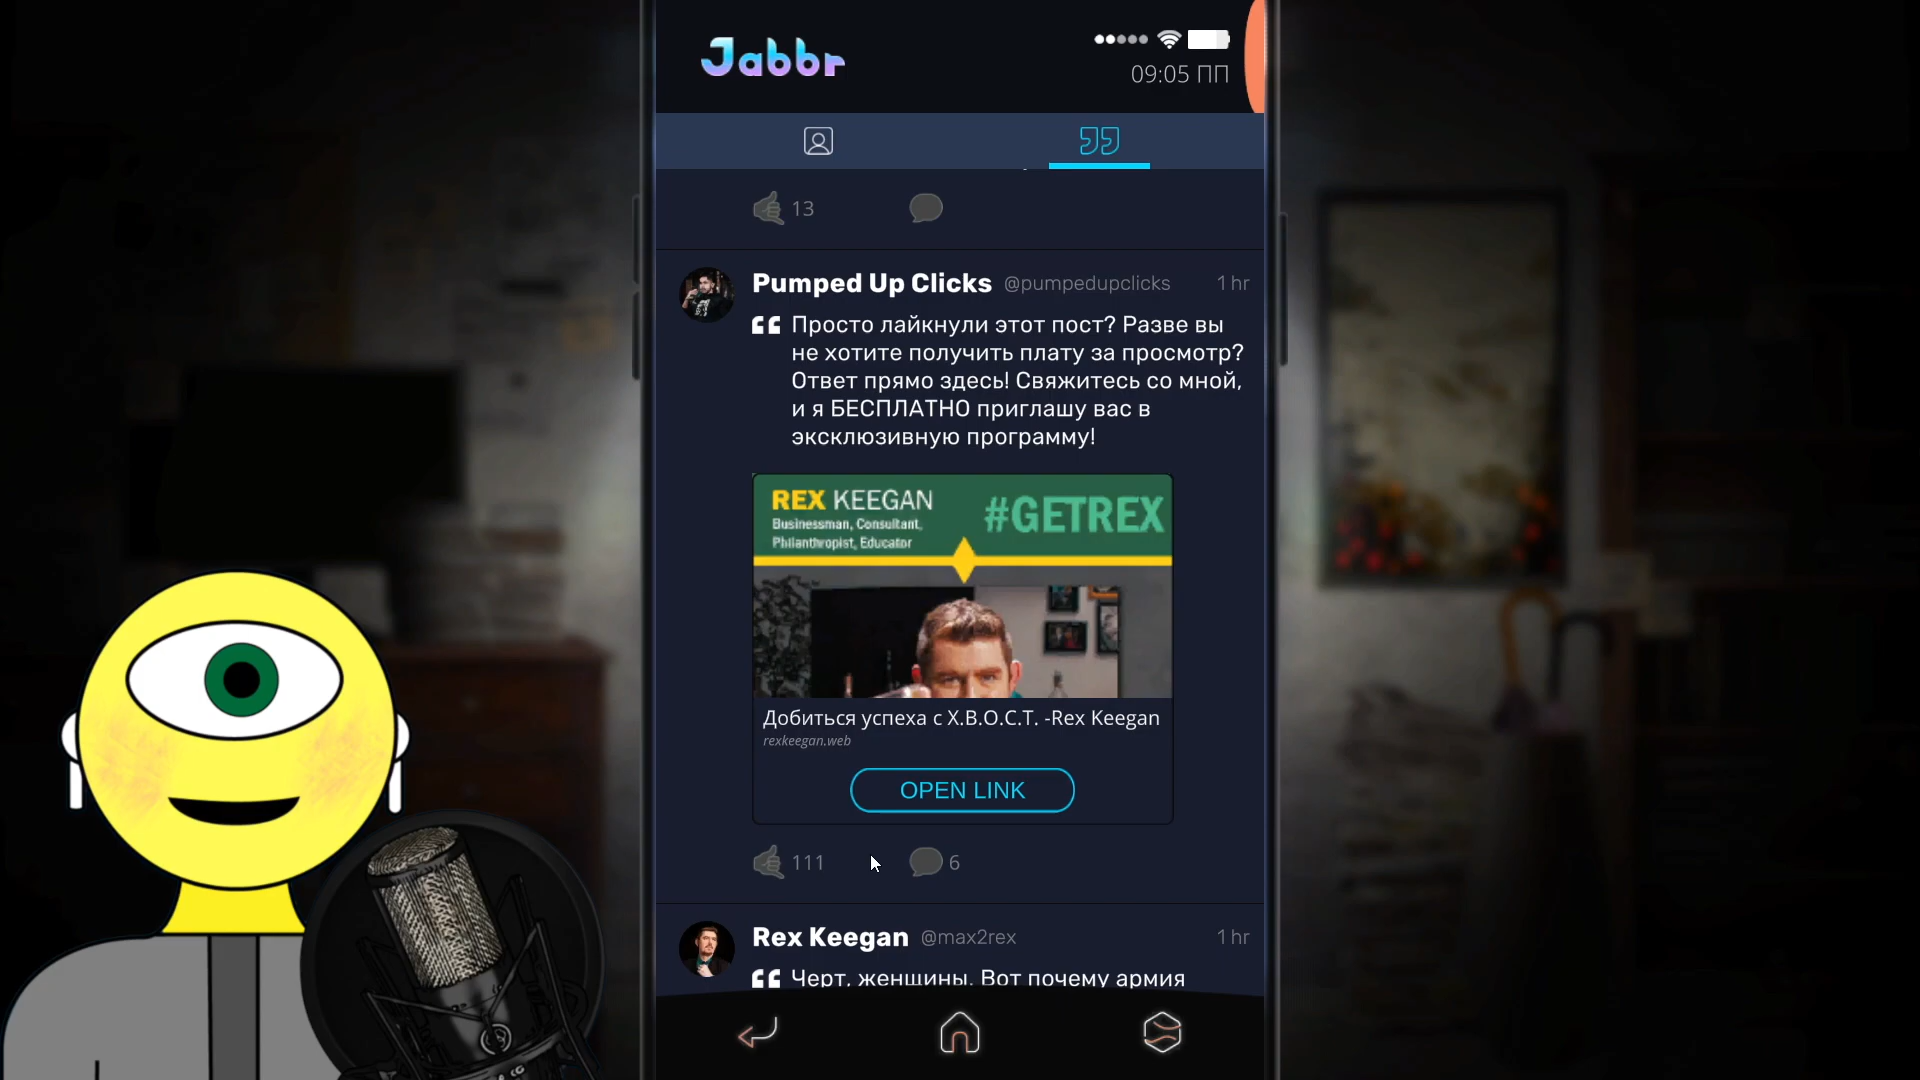 Jabbr
09:05 ПП
13
Pumped Up Clicks @pumpedupclicks 1 hr
Просто лайкнули этот пост? Разве вы
не хотите получить плату за просмотр?
Ответ прямо здесь! Свяжитесь со мной,
и я БЕСПЛАТНО приглашу вас в
эксклюзивную программу!
REX KEEGAN
#GETREX
Businessman, Consultant,
Philanthropist, Educator
Добиться успеха с Х.В.О.С.Т. -Rex Keegan
rexkeegan.web
OPEN LINK
111
6
Rex Keegan @max2rex 1 hr
Черт, женщины. Вот почему армия